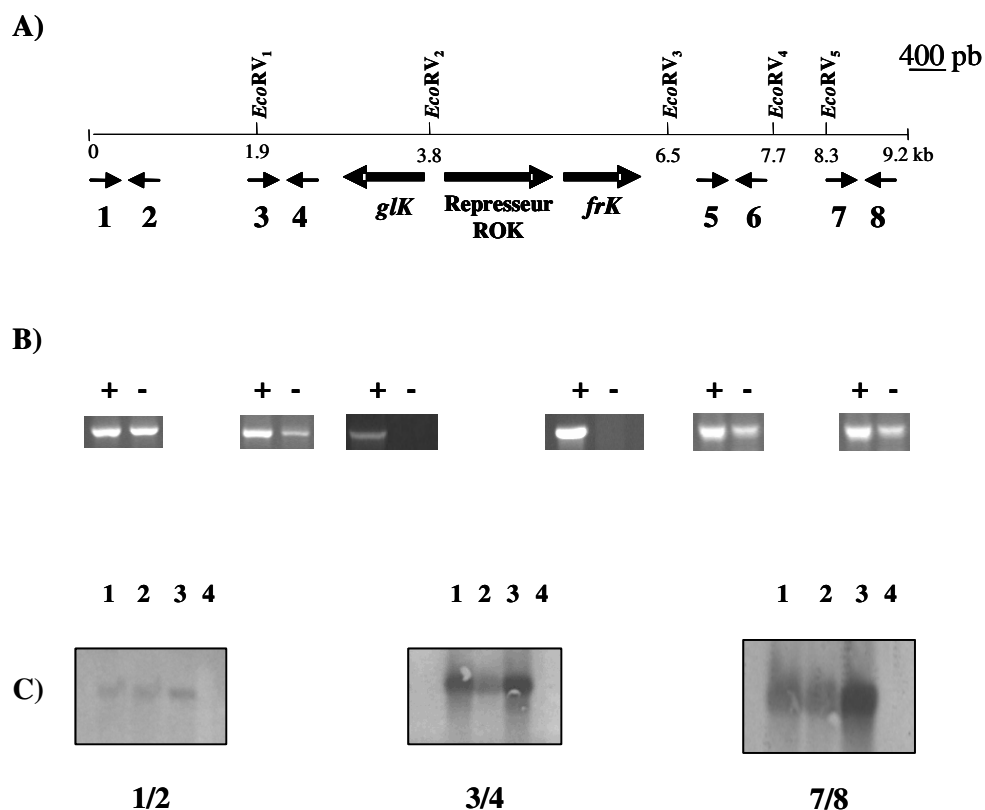 A)
EcoRV1
EcoRV2
EcoRV3
EcoRV4
EcoRV5
400 pb
0
1.9
3.8
6.5
7.7
8.3
9.2 kb
1
2
3
4
glK
Represseur
ROK
frK
5
6
7
8
B)
+ -
+ -
+ -
+ -
+ -
+ -
1 2 3 4
1 2 3 4
1 2 3 4
C)
1/2
3/4
7/8